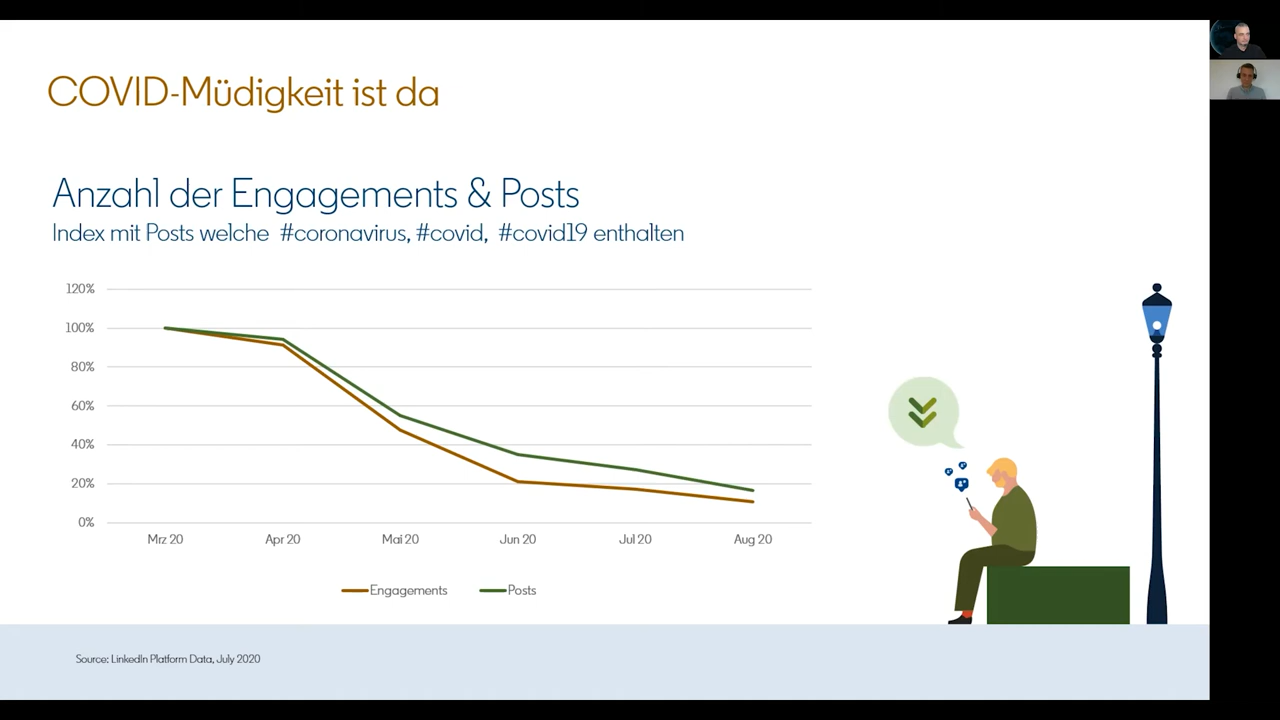 COVID-Müdigkeit ist da
Anzahl der Engagements & Posts
Index mit Posts welche #coronavirus, #covid, #covid19 enthalten
120%
100%
80%
60%
40%
20%
0%
Mrz 20 Apr 20 Mai 20 Jun 20 Jul 20 Aug 20
Engagements Posts
Source: LinkedIn Platform Data, July 2020